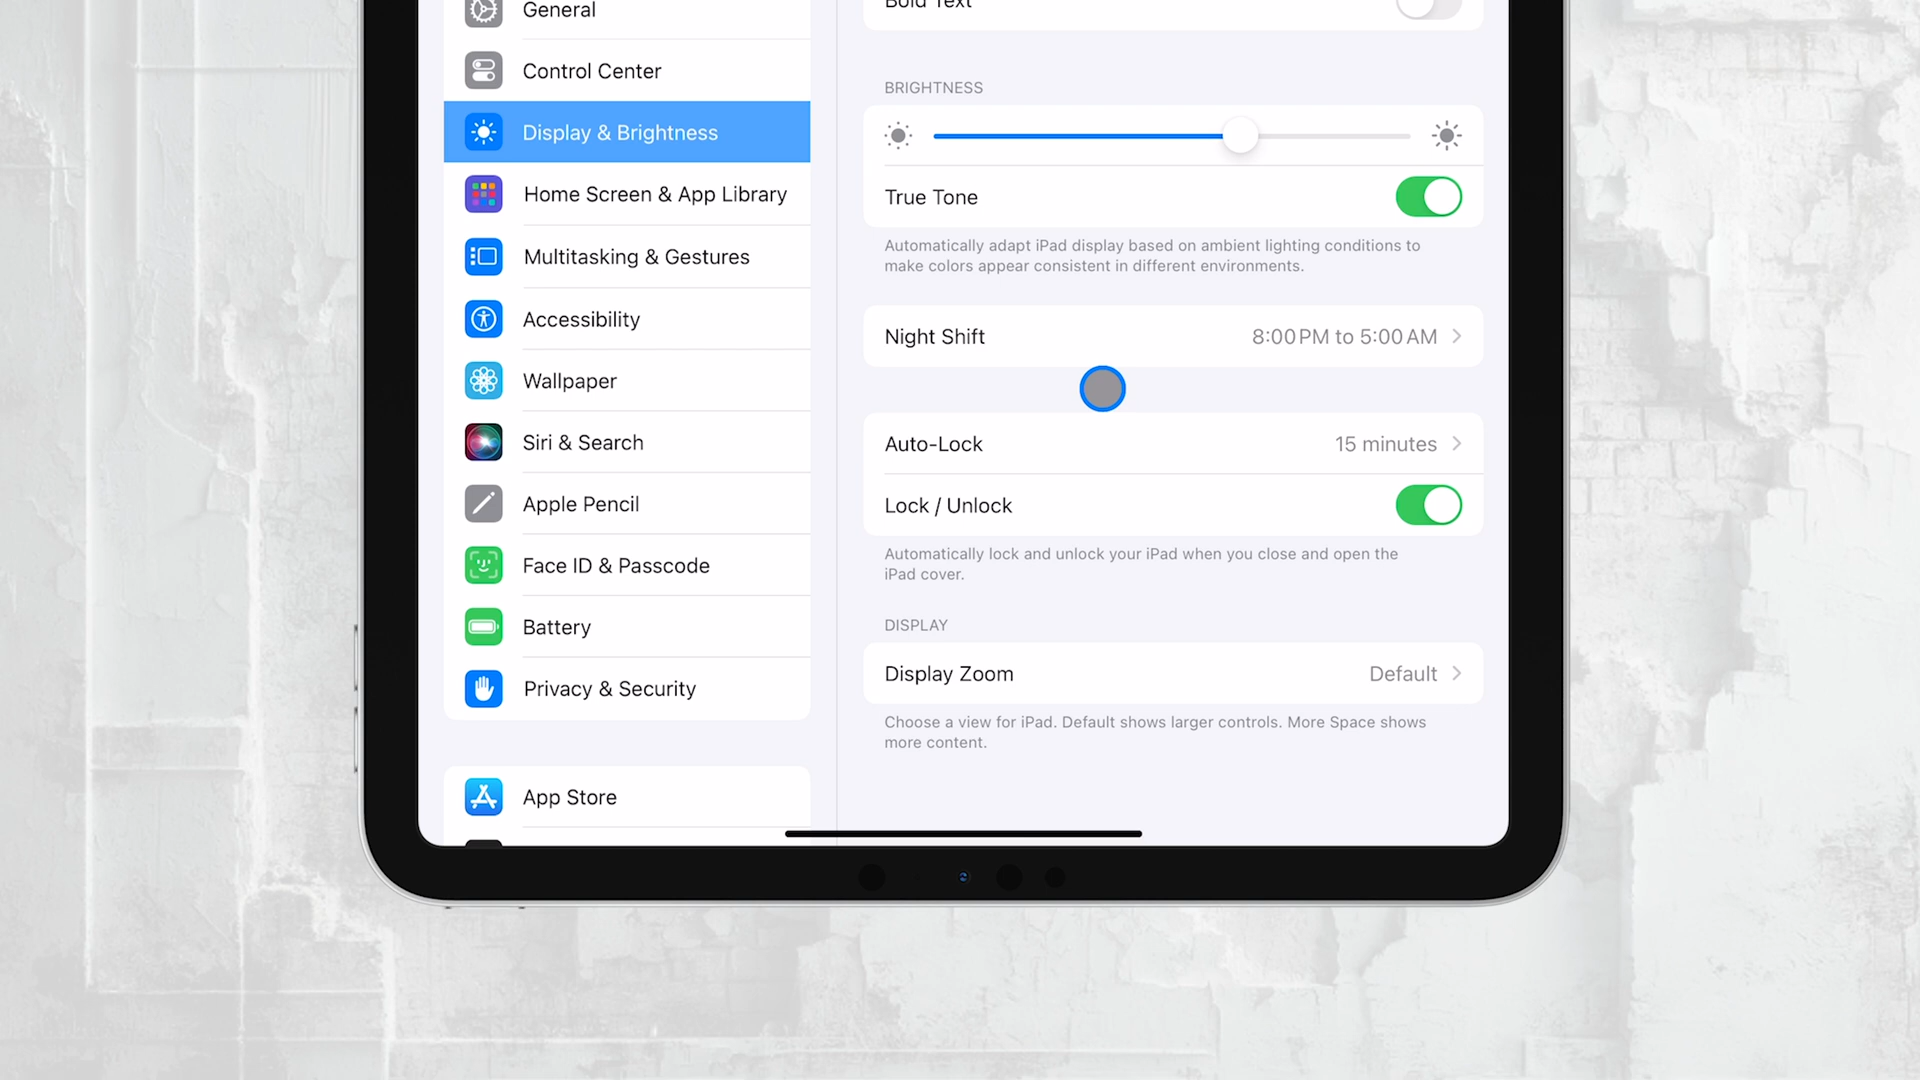 General
Control Center
Display & Brightness
Home Screen & App Library
Multitasking & Gestures
Accessibility
Wallpaper
Siri & Search
Apple Pencil
Face ID & Passcode
Battery
Privacy & Security
App Store
Bold Text
BRIGHTNESS
True Tone
Automatically adapt iPad display based on ambient lighting conditions to
make colors appear consistent in different environments.
Night Shift 8:00 PM to 5:00 AM
Auto-Lock 15 minutes
Lock / Unlock
Automatically lock and unlock your iPad when you close and open the
iPad cover.
DISPLAY
Display Zoom Default
Choose a view for iPad. Default shows larger controls. More Space shows
more content.